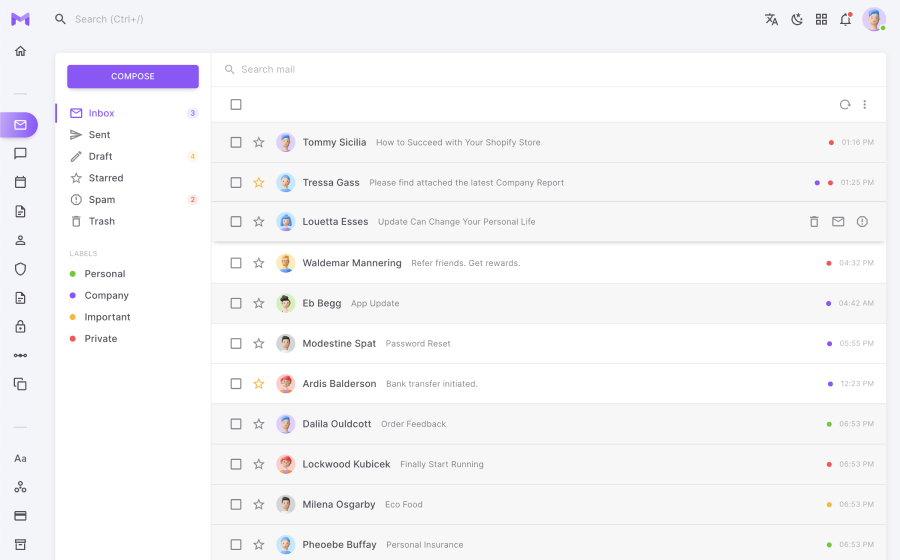 Search (Ctrl+/)
COMPOSE
Inbox 3
Sent
Draft 4
Starred
Spam 2
Trash
LABELS
Personal
Company
Important
Private
Aa
Search mail
Tommy Sicilia How to Succeed with Your Shopify Store 01:16 PM
Tressa Gass Please find attached the latest Company Report 01:25 PM
Louetta Esses Update Can Change Your Personal Life
Waldemar Mannering Refer friends. Get rewards. 04:32 PM
Eb Begg App Update 04:42 AM
Modestine Spat Password Reset 05:55 PM
Ardis Balderson Bank transfer initiated. 12:23 PM
Dalila Ouldcott Order Feedback 06:53 PM
Lockwood Kubicek Finally Start Running 06:53 PM
Milena Osgarby Eco Food 06:53 PM
Pheoebe Buffay Personal Insurance 06:53 PM